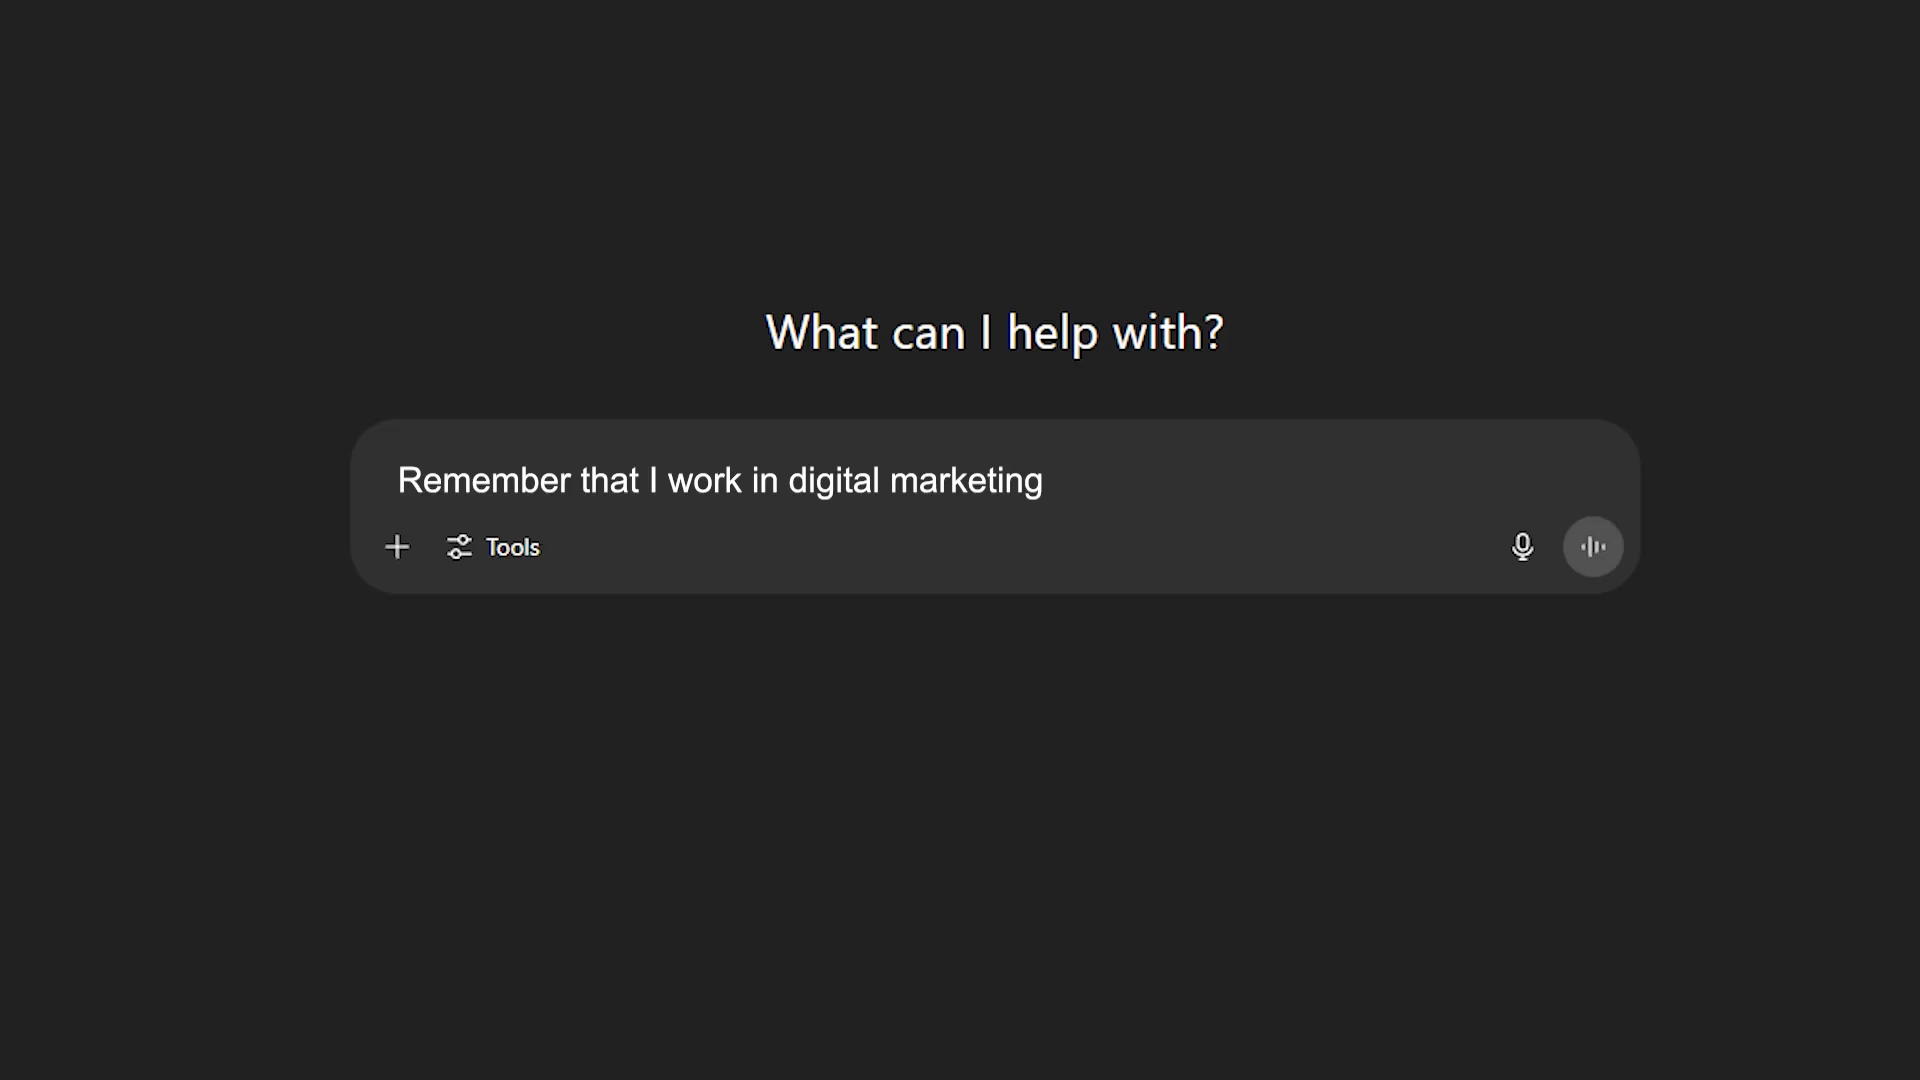 What can I help with?
Remember that I work in digital marketing
Tools